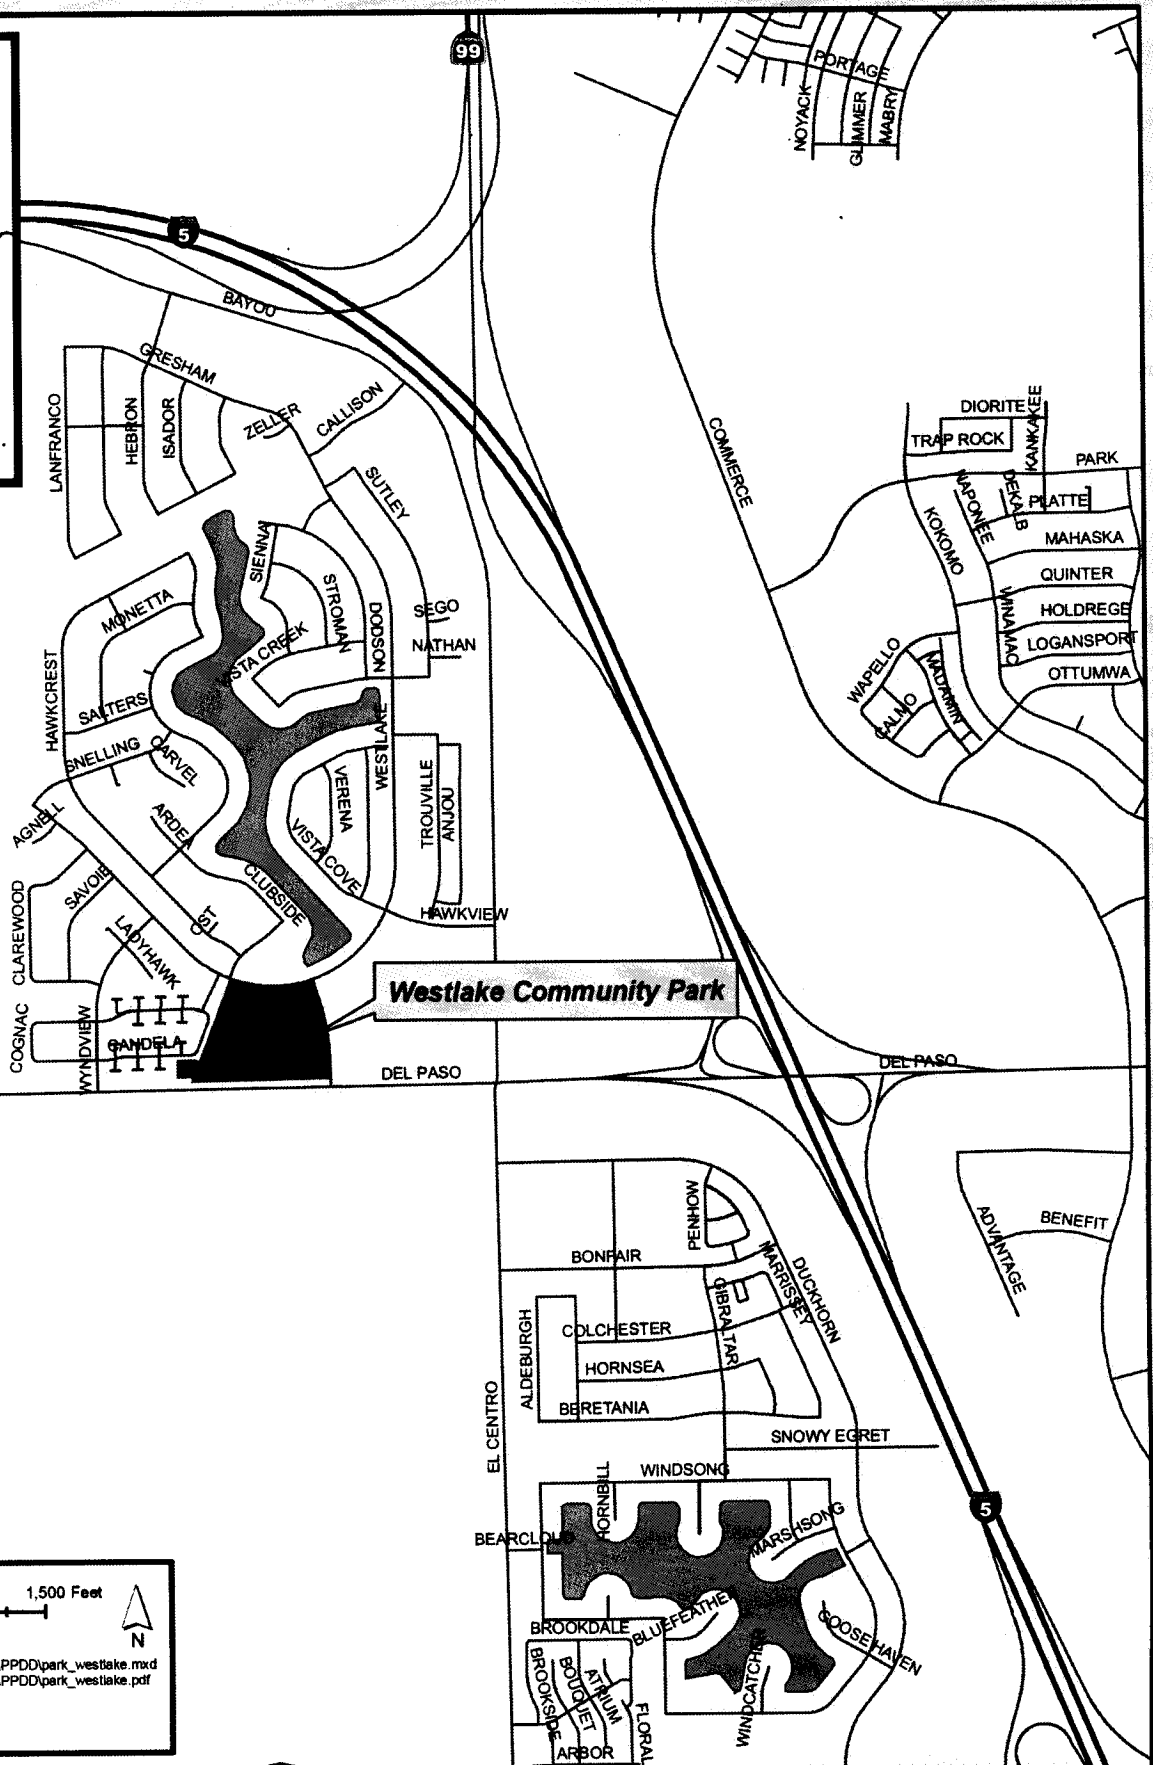 99
PORTAGE
NOYACK
GLIMMER
MABRY
5
BAYOU
GRESHAM
LANFRANCO
HEBRON
ISADOR
ZELLER
CALLISON
SUTLEY
COMMERCE
DIORITE
KANKAKEE
TRAP ROCK
PARK
NAPONEE
DEKALB
PLATTE
KOKOMO
MAHASKA
QUINTER
WINAMAC
HOLDREGE
LOGANSPORT
OTTUMWA
WAPELLO
MADAMIN
CALMO
SIENNA
STROMAN
DODSON
SEGO
NATHAN
MONETTA
VISTA CREEK
HAWKCREST
SALTERS
SNELLING
CARVEL
WESTLAKE
VERENA
TROUVILLE
ANJOU
AGNELL
ARDEA
VISTA COVE
CLUBSIDE
SAVOIE
CLAREWOOD
LADYHAWK
HAWKVIEW
Westlake Community Park
COGNAC
WYNDVIEW
CANDELA
DEL PASO
DEL PASO
PENHOW
ADVANTAGE
BENEFIT
BONFAIR
MARRISSEY
DUCKHORN
GIBRALTAR
ALDEBURGH
COLCHESTER
HORNSEA
BERETANIA
EL CENTRO
SNOWY EGRET
WINDSONG
HORNBILL
5
BEARCLOUD
MARSHSONG
BLUEFEATHER
GOOSE HAVEN
BROOKDALE
WINDCATCHER
BROOKSIDE
BOUQUET
ATRIUM
FLORAL
ARBOR
1,500 Feet
N
PPDD\park_westlake.mxd
PPDD\park_westlake.pdf